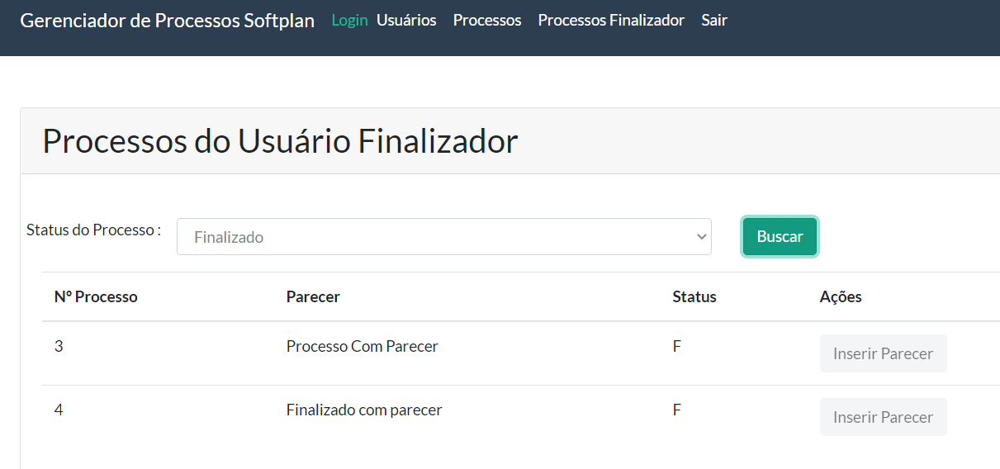 Gerenciador de Processos Softplan Login Usuários Processos Processos Finalizador Sair
Processos do Usuário Finalizador
Status do Processo : Finalizado Buscar
Nº Processo Parecer Status Ações
3 Processo Com Parecer F Inserir Parecer
4 Finalizado com parecer F Inserir Parecer